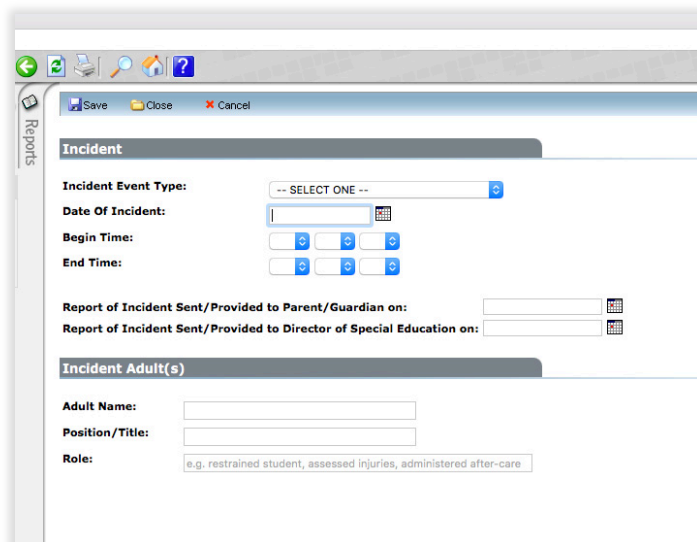 ?
Save Close Cancel
Reports
Incident
Incident Event Type: -- SELECT ONE --
Date Of Incident:
Begin Time:
End Time:
Report of Incident Sent/Provided to Parent/Guardian on:
Report of Incident Sent/Provided to Director of Special Education on:
Incident Adult(s)
Adult Name:
Position/Title:
Role: e.g. restrained student, assessed injuries, administered after-care